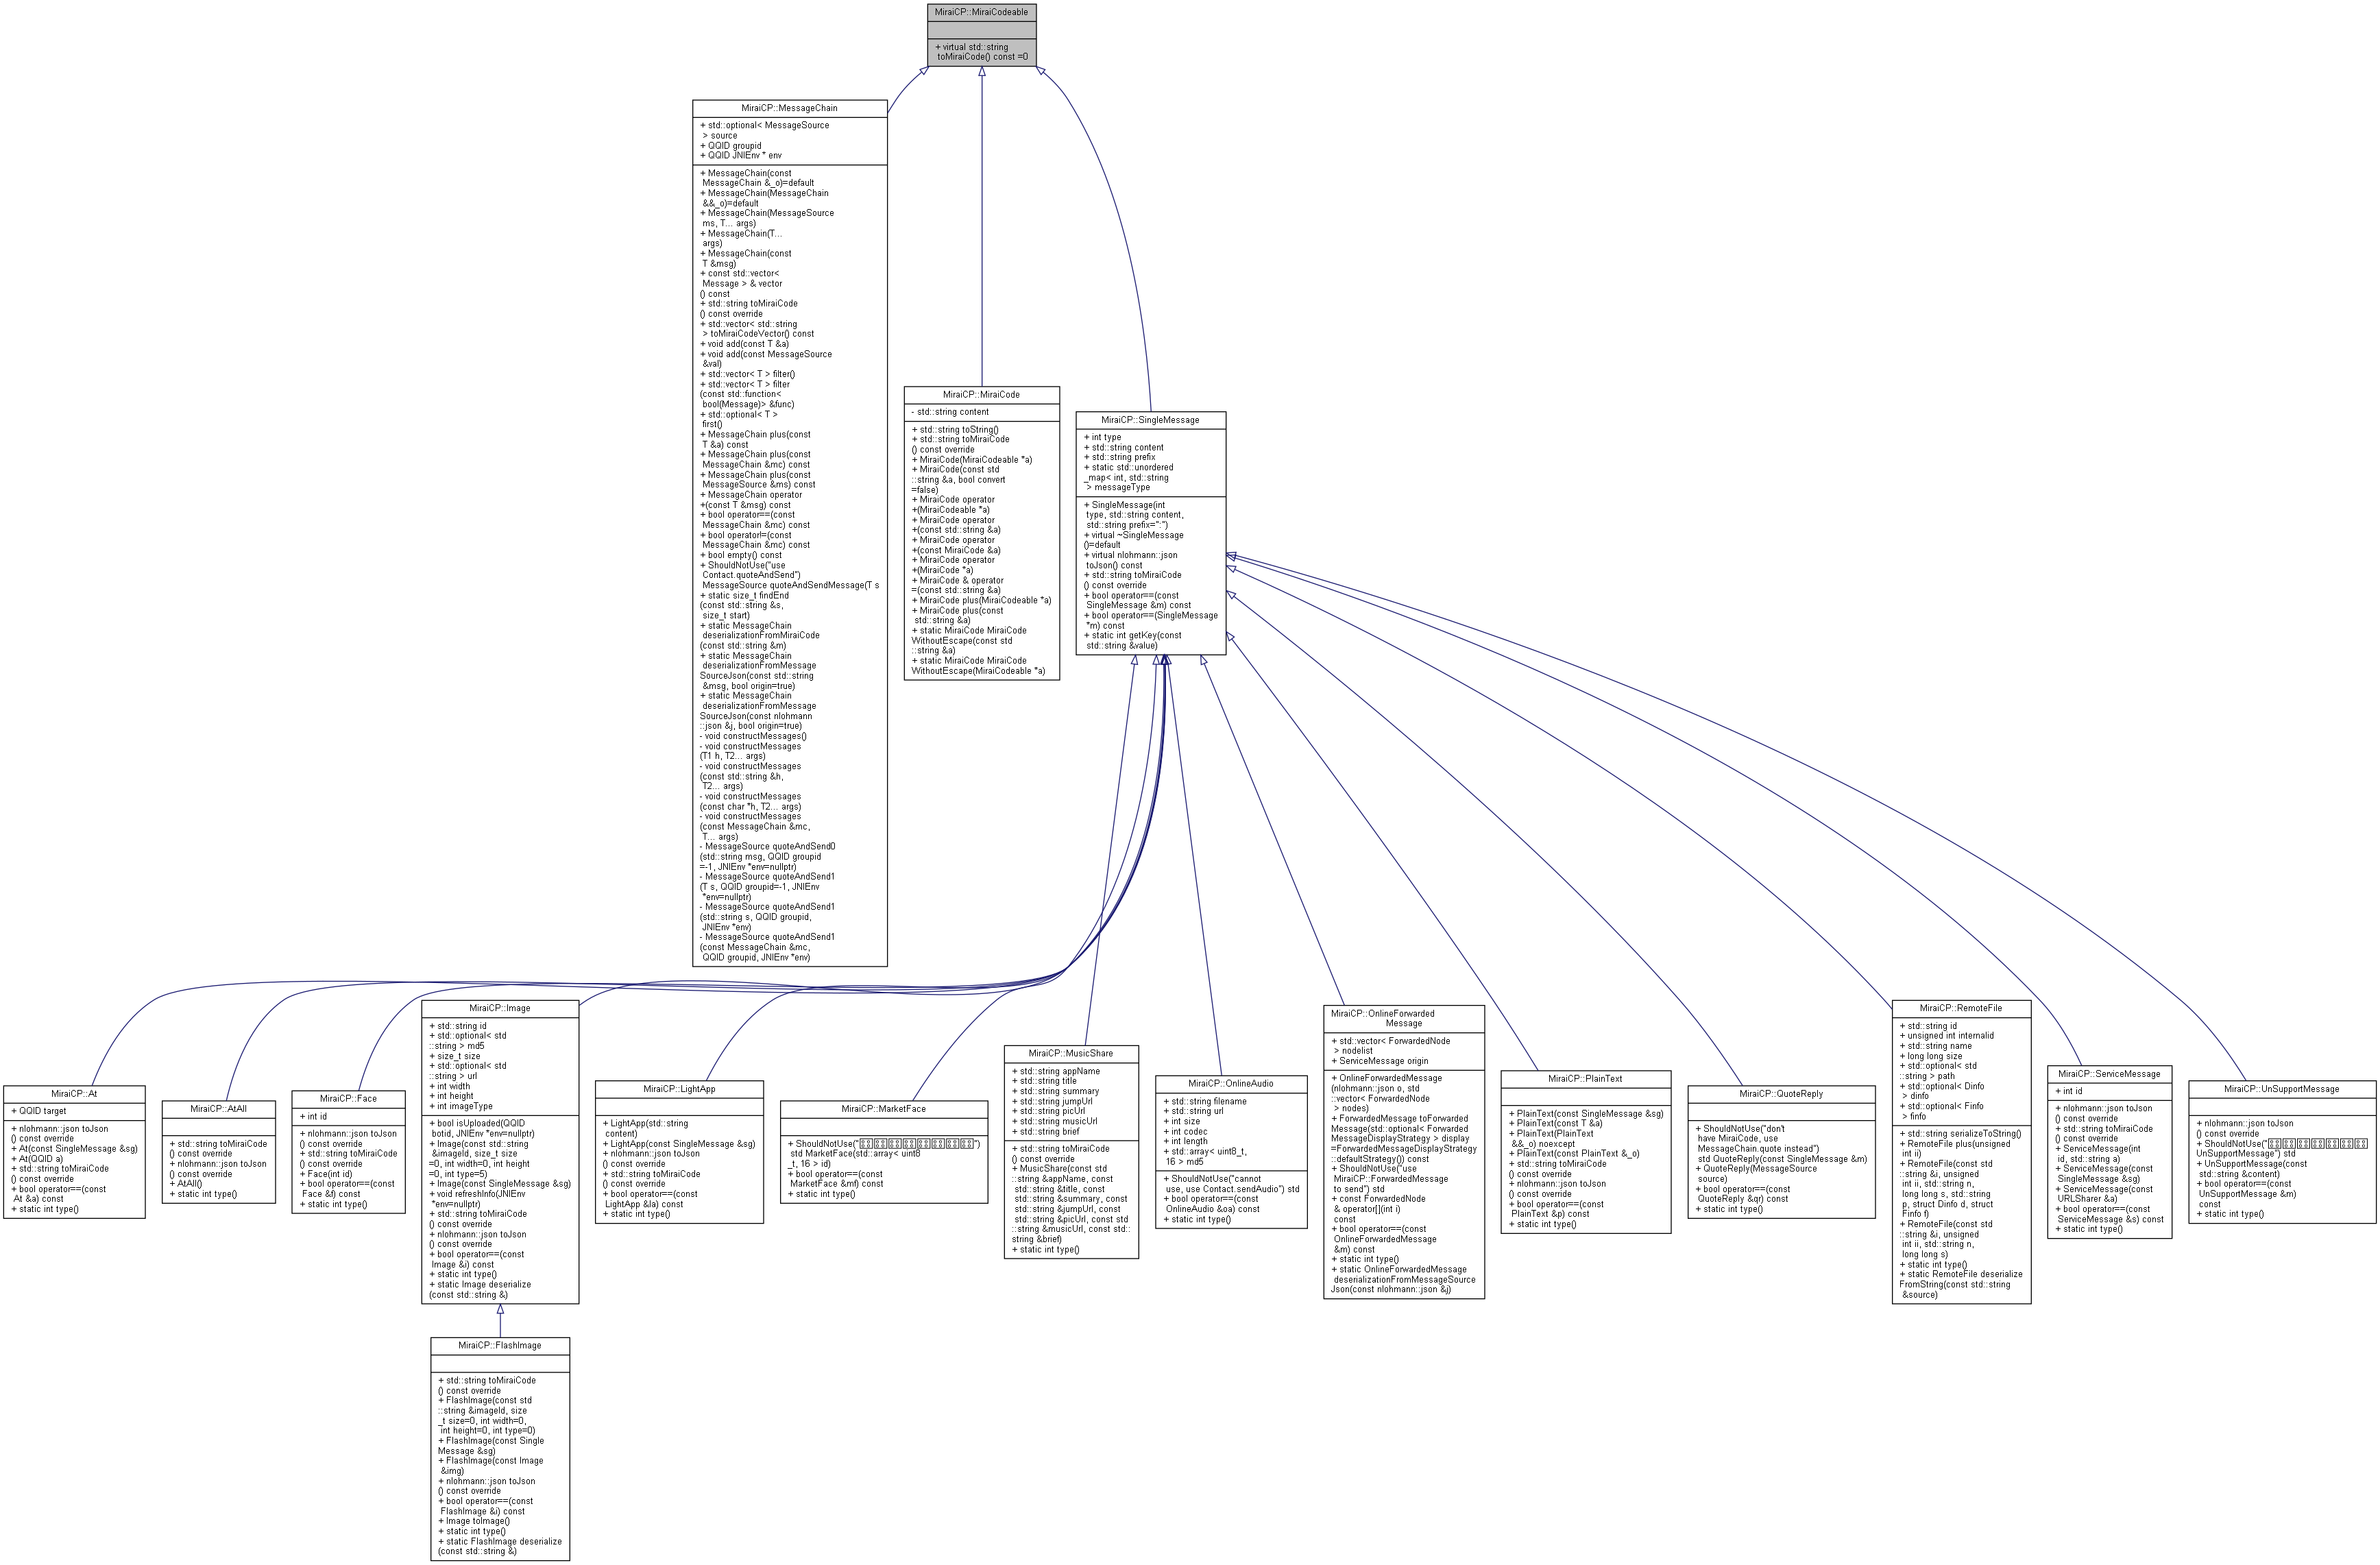 MiraiCP::MiraiCodeable
+ virtual std::string
toMiraiCode() const =0
MiraiCP::MessageChain
+ std::optional< MessageSource
> source
+ QQID groupid
+ QQID JNIEnv * env
+ MessageChain(const
MessageChain &_o)=default
+ MessageChain(MessageChain
&&_o)=default
+ MessageChain(MessageSource
ms, T... args)
+ MessageChain(T...
args)
+ MessageChain(const
T &msg)
+ const std::vector<
Message > & vector
() const
+ std::string toMiraiCode
() const override
+ std::vector< std::string
> toMiraiCodeVector() const
+ void add(const T &a)
+ void add(const MessageSource
&val)
+ std::vector< T > filter()
+ std::vector< T > filter
(const std::function<
bool(Message)> &func)
+ std::optional< T >
first()
+ MessageChain plus(const
T &a) const
+ MessageChain plus(const
MessageChain &mc) const
+ MessageChain plus(const
MessageSource &ms) const
+ MessageChain operator
+(const T &msg) const
+ bool operator==(const
MessageChain &mc) const
+ bool operator!=(const
MessageChain &mc) const
+ bool empty() const
+ ShouldNotUse("use
Contact.quoteAndSend")
MessageSource quoteAndSendMessage(T s
+ static size_t findEnd
(const std::string &s,
size_t start)
+ static MessageChain
deserializationFromMiraiCode
(const std::string &m)
+ static MessageChain
deserializationFromMessage
SourceJson(const std::string
&msg, bool origin=true)
+ static MessageChain
deserializationFromMessage
SourceJson(const nlohmann
::json &j, bool origin=true)
- void constructMessages()
- void constructMessages
(T1 h, T2... args)
- void constructMessages
(const std::string &h,
T2... args)
- void constructMessages
(const char *h, T2... args)
- void constructMessages
(const MessageChain &mc,
T... args)
- MessageSource quoteAndSend0
(std::string msg, QQID groupid
=-1, JNIEnv *env=nullptr)
- MessageSource quoteAndSend1
(T s, QQID groupid=-1, JNIEnv
*env=nullptr)
- MessageSource quoteAndSend1
(std::string s, QQID groupid,
JNIEnv *env)
- MessageSource quoteAndSend1
(const MessageChain &mc,
QQID groupid, JNIEnv *env)
MiraiCP::MiraiCode
- std::string content
+ std::string toString()
+ std::string toMiraiCode
() const override
+ MiraiCode(MiraiCodeable *a)
+ MiraiCode(const std
::string &a, bool convert
=false)
+ MiraiCode operator
+(MiraiCodeable *a)
+ MiraiCode operator
+(const std::string &a)
+ MiraiCode operator
+(const MiraiCode &a)
+ MiraiCode operator
+(MiraiCode *a)
+ MiraiCode & operator
=(const std::string &a)
+ MiraiCode plus(MiraiCodeable *a)
+ MiraiCode plus(const
std::string &a)
+ static MiraiCode MiraiCode
WithoutEscape(const std
::string &a)
+ static MiraiCode MiraiCode
WithoutEscape(MiraiCodeable *a)
MiraiCP::SingleMessage
+ int type
+ std::string content
+ std::string prefix
+ static std::unordered
_map< int, std::string
> messageType
+ SingleMessage(int
type, std::string content,
std::string prefix=":")
+ virtual ~SingleMessage
()=default
+ virtual nlohmann::json
toJson() const
+ std::string toMiraiCode
() const override
+ bool operator==(const
SingleMessage &m) const
+ bool operator==(SingleMessage
*m) const
+ static int getKey(const
std::string &value)
MiraiCP::At
+ QQID target
+ nlohmann::json toJson
() const override
+ At(const SingleMessage &sg)
+ At(QQID a)
+ std::string toMiraiCode
() const override
+ bool operator==(const
At &a) const
+ static int type()
MiraiCP::AtAll
+ std::string toMiraiCode
() const override
+ nlohmann::json toJson
() const override
+ AtAll()
+ static int type()
MiraiCP::Face
+ int id
+ nlohmann::json toJson
() const override
+ std::string toMiraiCode
() const override
+ Face(int id)
+ bool operator==(const
Face &f) const
+ static int type()
MiraiCP::Image
+ std::string id
+ std::optional< std
::string > md5
+ size_t size
+ std::optional< std
::string > url
+ int width
+ int height
+ int imageType
+ bool isUploaded(QQID
botid, JNIEnv *env=nullptr)
+ Image(const std::string
&imageId, size_t size
=0, int width=0, int height
=0, int type=5)
+ Image(const SingleMessage &sg)
+ void refreshInfo(JNIEnv
*env=nullptr)
+ std::string toMiraiCode
() const override
+ nlohmann::json toJson
() const override
+ bool operator==(const
Image &i) const
+ static int type()
+ static Image deserialize
(const std::string &)
MiraiCP::FlashImage
+ std::string toMiraiCode
() const override
+ FlashImage(const std
::string &imageId, size
_t size=0, int width=0,
int height=0, int type=0)
+ FlashImage(const Single
Message &sg)
+ FlashImage(const Image
&img)
+ nlohmann::json toJson
() const override
+ bool operator==(const
FlashImage &i) const
+ Image toImage()
+ static int type()
+ static FlashImage deserialize
(const std::string &)
MiraiCP::LightApp
+ LightApp(std::string
content)
+ LightApp(const SingleMessage &sg)
+ nlohmann::json toJson
() const override
+ std::string toMiraiCode
() const override
+ bool operator==(const
LightApp &la) const
+ static int type()
MiraiCP::MarketFace
+ ShouldNotUse("")
std MarketFace(std::array< uint8
_t, 16 > id)
+ bool operator==(const
MarketFace &mf) const
+ static int type()
MiraiCP::MusicShare
+ std::string appName
+ std::string title
+ std::string summary
+ std::string jumpUrl
+ std::string picUrl
+ std::string musicUrl
+ std::string brief
+ std::string toMiraiCode
() const override
+ MusicShare(const std
::string &appName, const
std::string &title, const
std::string &summary, const
std::string &jumpUrl, const
std::string &picUrl, const std
::string &musicUrl, const std::
string &brief)
+ static int type()
MiraiCP::OnlineAudio
+ std::string filename
+ std::string url
+ int size
+ int codec
+ int length
+ std::array< uint8_t,
16 > md5
+ ShouldNotUse("cannot
use, use Contact.sendAudio") std
+ bool operator==(const
OnlineAudio &oa) const
+ static int type()
MiraiCP::OnlineForwarded
Message
+ std::vector< ForwardedNode
> nodelist
+ ServiceMessage origin
+ OnlineForwardedMessage
(nlohmann::json o, std
::vector< ForwardedNode
> nodes)
+ ForwardedMessage toForwarded
Message(std::optional< Forwarded
MessageDisplayStrategy > display
=ForwardedMessageDisplayStrategy
::defaultStrategy()) const
+ ShouldNotUse("use
MiraiCP::ForwardedMessage
to send") std
+ const ForwardedNode
& operator[](int i)
const
+ bool operator==(const
OnlineForwardedMessage
&m) const
+ static int type()
+ static OnlineForwardedMessage
deserializationFromMessageSource
Json(const nlohmann::json &j)
MiraiCP::PlainText
+ PlainText(const SingleMessage &sg)
+ PlainText(const T &a)
+ PlainText(PlainText
&&_o) noexcept
+ PlainText(const PlainText &_o)
+ std::string toMiraiCode
() const override
+ nlohmann::json toJson
() const override
+ bool operator==(const
PlainText &p) const
+ static int type()
MiraiCP::QuoteReply
+ ShouldNotUse("don't
have MiraiCode, use
MessageChain.quote instead")
std QuoteReply(const SingleMessage &m)
+ QuoteReply(MessageSource
source)
+ bool operator==(const
QuoteReply &qr) const
+ static int type()
MiraiCP::RemoteFile
+ std::string id
+ unsigned int internalid
+ std::string name
+ long long size
+ std::optional< std
::string > path
+ std::optional< Dinfo
> dinfo
+ std::optional< Finfo
> finfo
+ std::string serializeToString()
+ RemoteFile plus(unsigned
int ii)
+ RemoteFile(const std
::string &i, unsigned
int ii, std::string n,
long long s, std::string
p, struct Dinfo d, struct
Finfo f)
+ RemoteFile(const std
::string &i, unsigned
int ii, std::string n,
long long s)
+ static int type()
+ static RemoteFile deserialize
FromString(const std::string
&source)
MiraiCP::ServiceMessage
+ int id
+ nlohmann::json toJson
() const override
+ std::string toMiraiCode
() const override
+ ServiceMessage(int
id, std::string a)
+ ServiceMessage(const
SingleMessage &sg)
+ ServiceMessage(const
URLSharer &a)
+ bool operator==(const
ServiceMessage &s) const
+ static int type()
MiraiCP::UnSupportMessage
+ nlohmann::json toJson
() const override
+ ShouldNotUse("
UnSupportMessage") std
+ UnSupportMessage(const
std::string &content)
+ bool operator==(const
UnSupportMessage &m)
const
+ static int type()